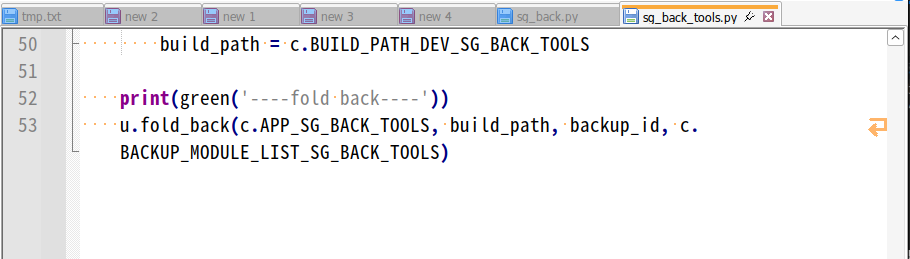 tmp.txt new 2 new 1 new 3 new 4 sg_back.py sg_back_tools.py
50 build_path = c.BUILD_PATH_DEV_SG_BACK_TOOLS
51
52 print(green('----fold back----'))
53 u.fold_back(c.APP_SG_BACK_TOOLS, build_path, backup_id, c.
BACKUP_MODULE_LIST_SG_BACK_TOOLS)